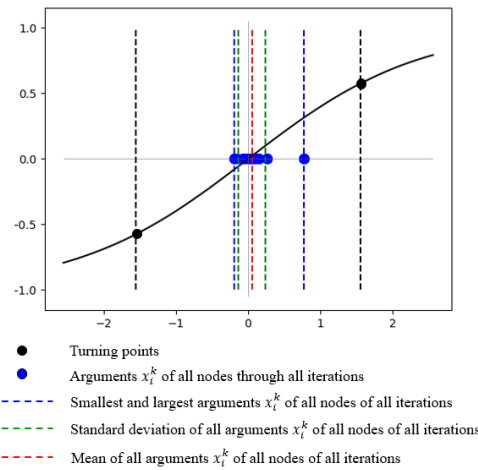 1.0
0.5
0.0
-0.5
-1.0
−2 −1 0 1 2
Turning points
Arguments x_i^k of all nodes through all iterations
Smallest and largest arguments x_i^k of all nodes of all iterations
Standard deviation of all arguments x_i^k of all nodes of all iterations
Mean of all arguments x_i^k of all nodes of all iterations